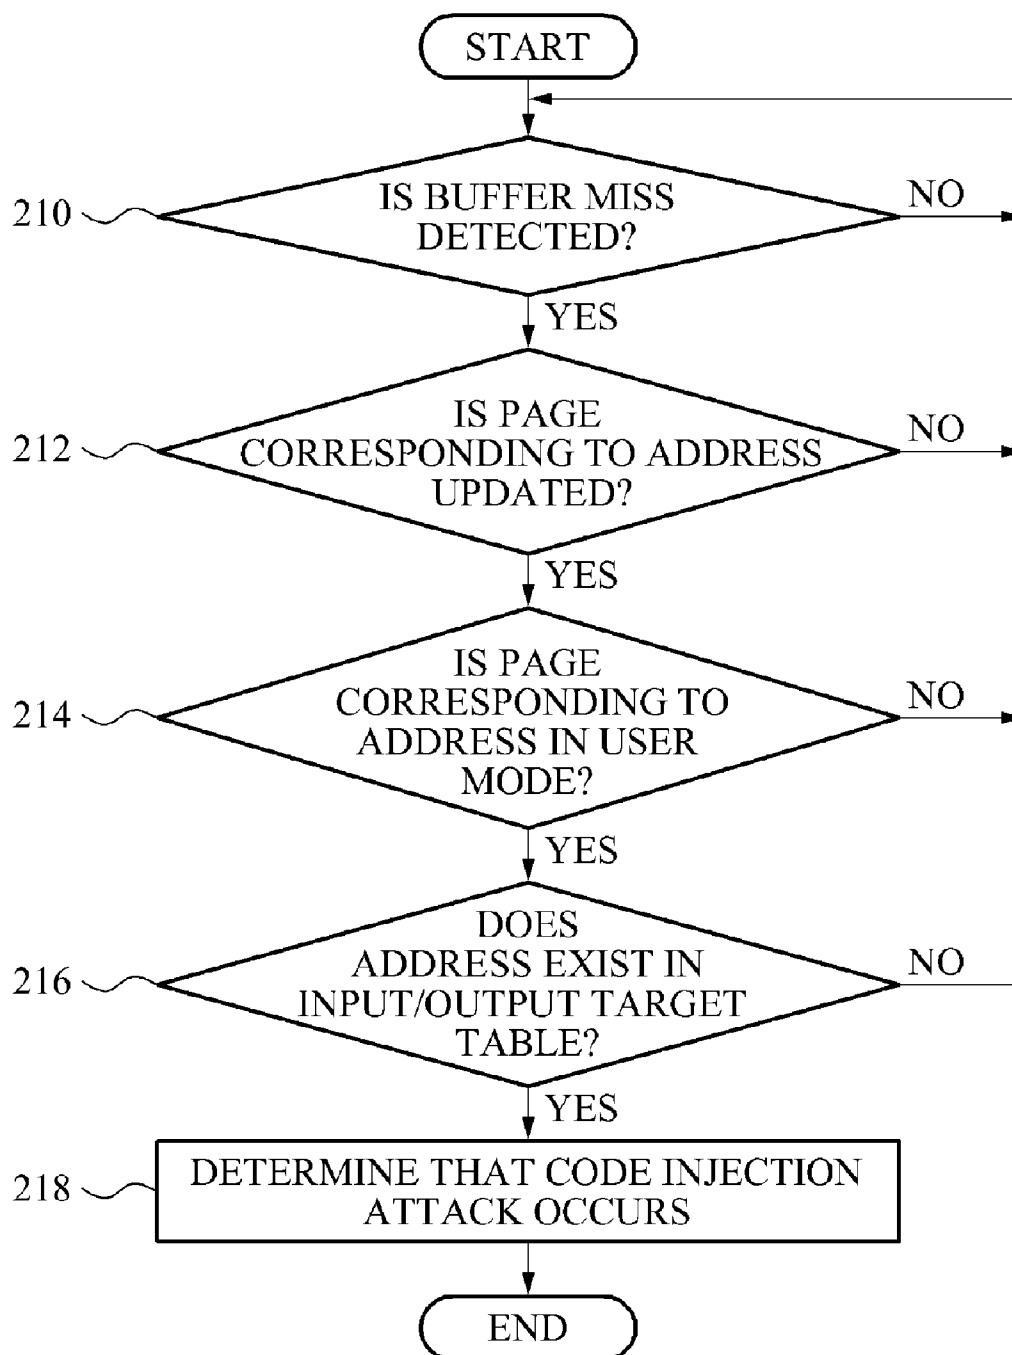 START
210
IS BUFFER MISS
DETECTED?
NO
YES
212
IS PAGE
CORRESPONDING TO ADDRESS
UPDATED?
NO
YES
214
IS PAGE
CORRESPONDING TO
ADDRESS IN USER
MODE?
NO
YES
216
DOES
ADDRESS EXIST IN
INPUT/OUTPUT TARGET
TABLE?
NO
YES
218
DETERMINE THAT CODE INJECTION
ATTACK OCCURS
END